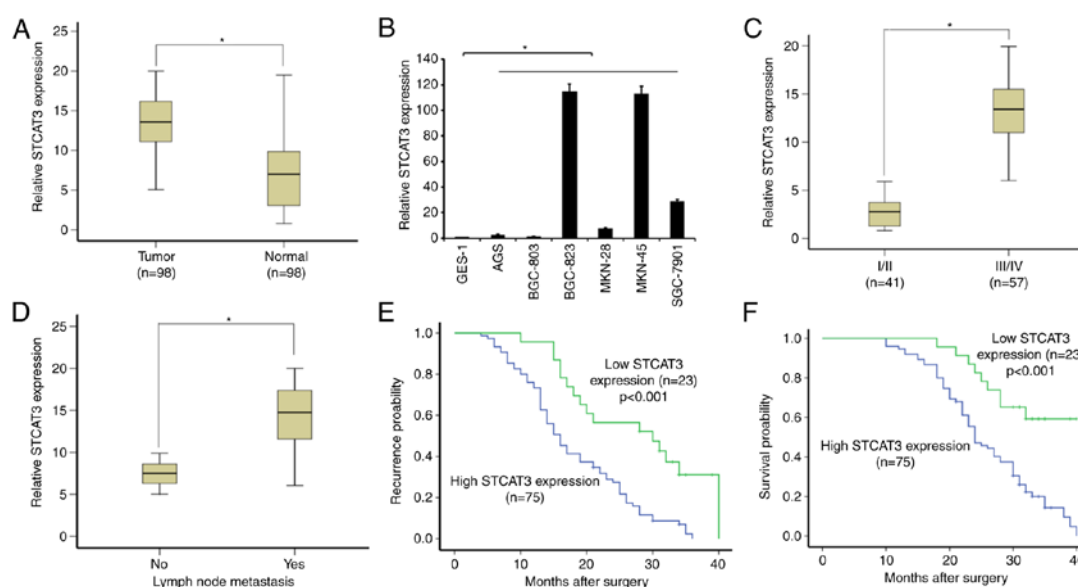 A
Relative STCAT3 expression
25
20
15
10
5
0
*
Tumor
(n=98)
Normal
(n=98)
B
Relative STCAT3 expression
140
120
100
80
60
40
20
0
*
GES-1
AGS
BGC-803
BGC-823
MKN-28
MKN-45
SGC-7901
C
Relative STCAT3 expression
20
15
10
5
0
*
I/II
(n=41)
III/IV
(n=57)
D
Relative STCAT3 expression
25
20
15
10
5
0
*
No
Yes
Lymph node metastasis
E
Recurrence proability
1.0
0.8
0.6
0.4
0.2
0.0
Low STCAT3
expression (n=23)
p<0.001
High STCAT3 expression
(n=75)
0
10
20
30
40
Months after surgery
F
Survival proability
1.0
0.8
0.6
0.4
0.2
0.0
Low STCAT3
expression (n=23)
p<0.001
High STCAT3 expression
(n=75)
0
10
20
30
40
Months after surgery